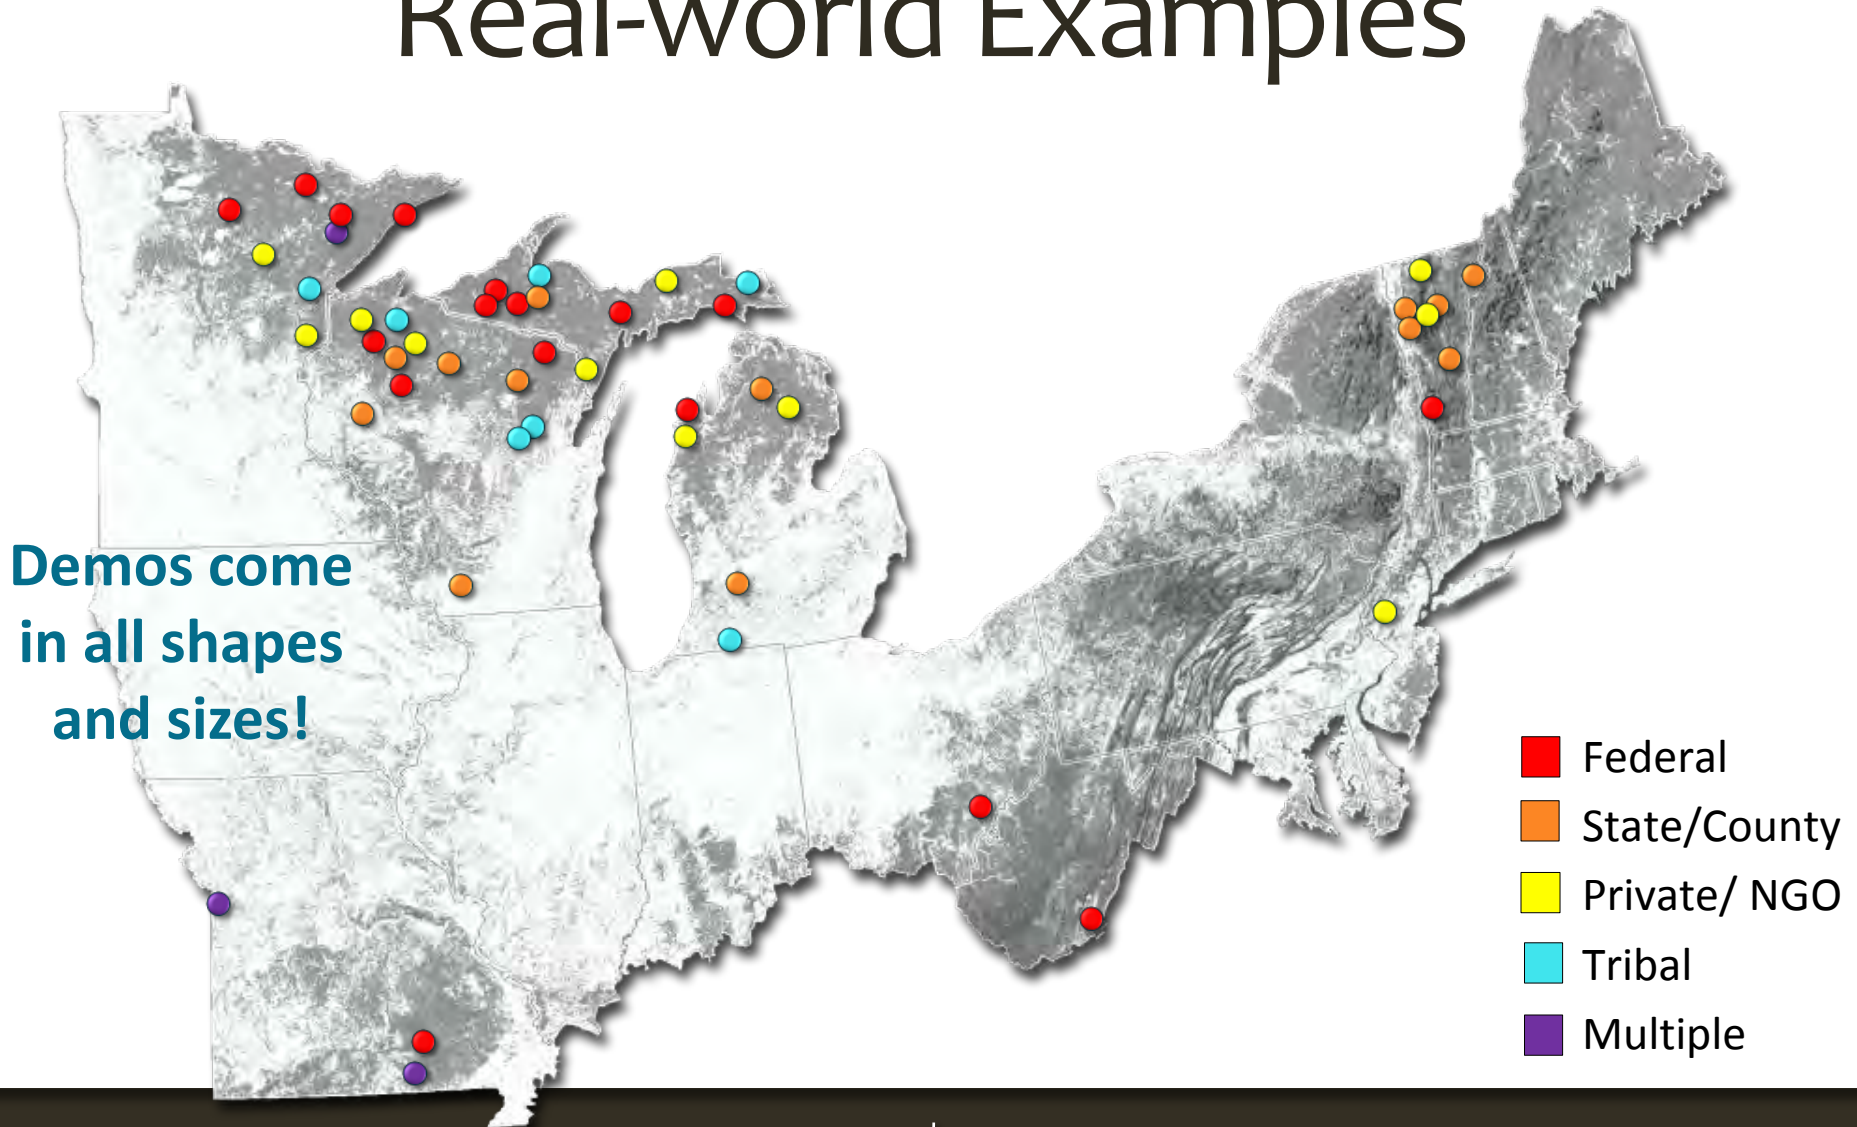 Real-world Examples
Demos come
in all shapes
and sizes!
Federal
State/County
Private/ NGO
Tribal
Multiple